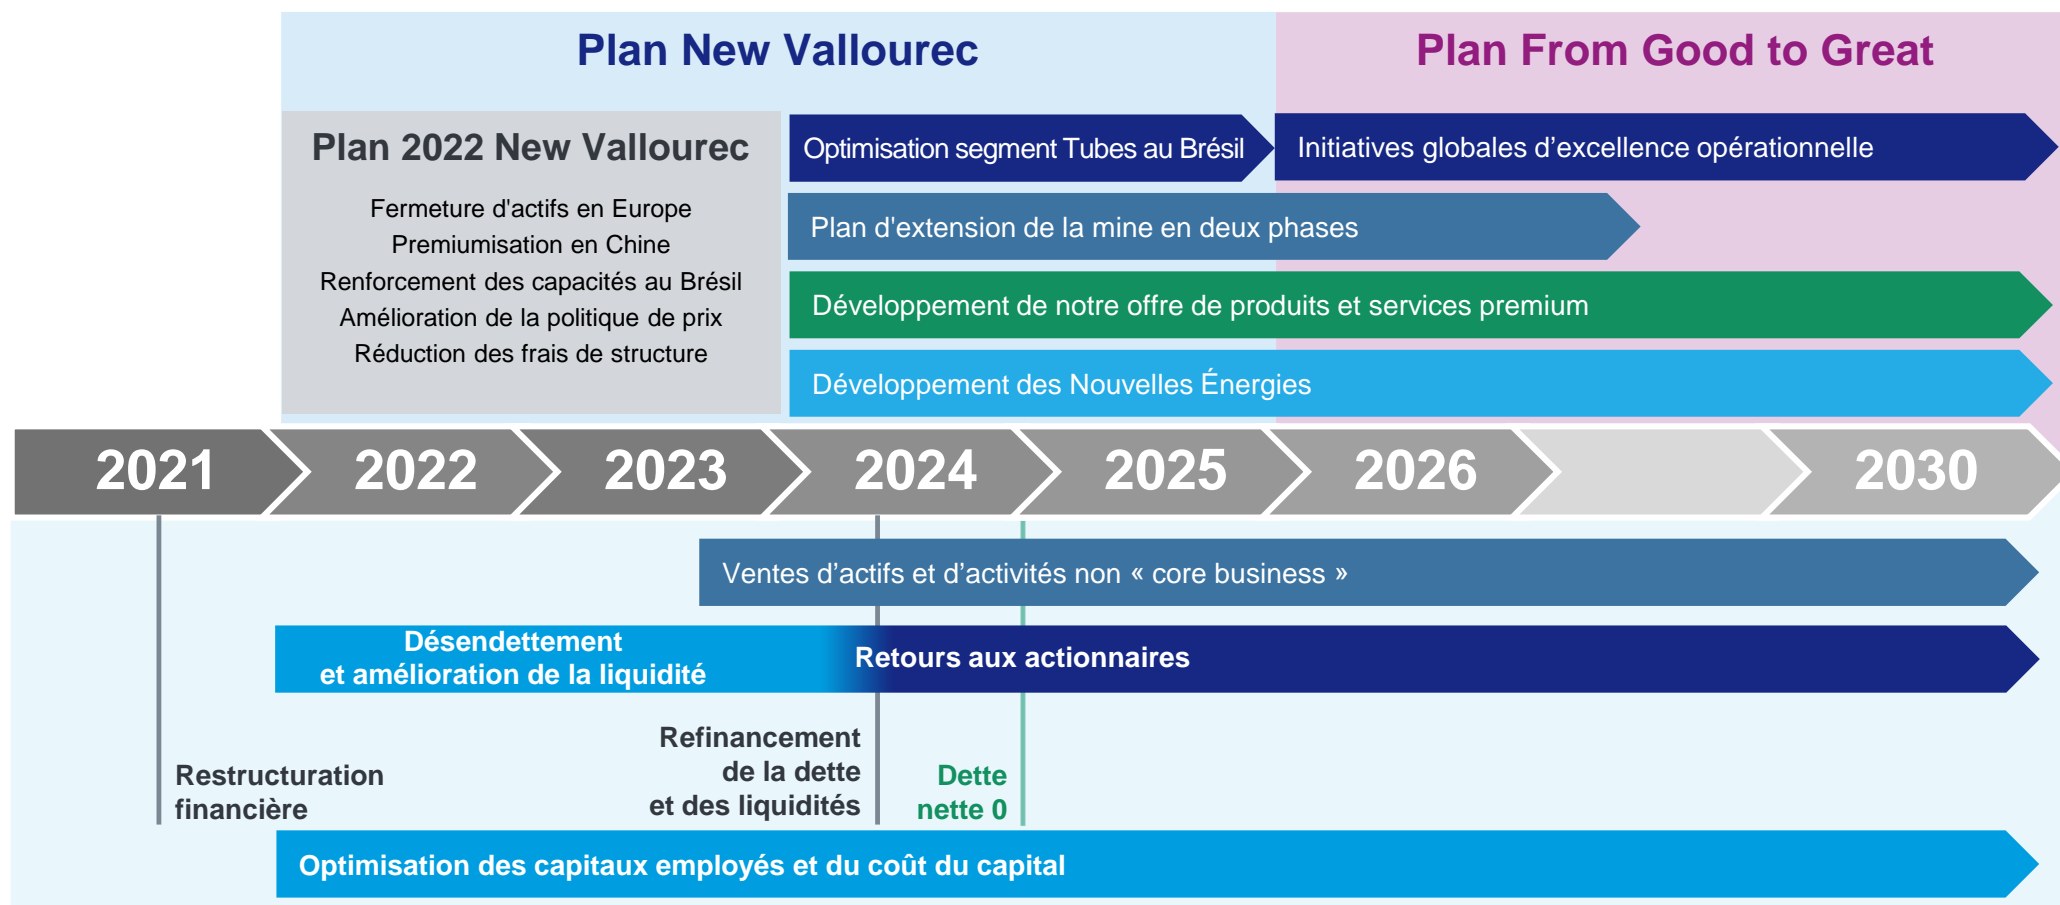 Plan New Vallourec
Plan From Good to Great
Plan 2022 New Vallourec
Fermeture d'actifs en Europe
Premiumisation en Chine
Renforcement des capacités au Brésil
Amélioration de la politique de prix
Réduction des frais de structure
Optimisation segment Tubes au Brésil
Initiatives globales d’excellence opérationnelle
Plan d'extension de la mine en deux phases
Développement de notre offre de produits et services premium
Développement des Nouvelles Énergies
2021
2022
2023
2024
2025
2026
2030
Ventes d’actifs et d’activités non « core business »
Désendettement
et amélioration de la liquidité
Retours aux actionnaires
Restructuration
financière
Refinancement
de la dette
et des liquidités
Dette
nette 0
Optimisation des capitaux employés et du coût du capital